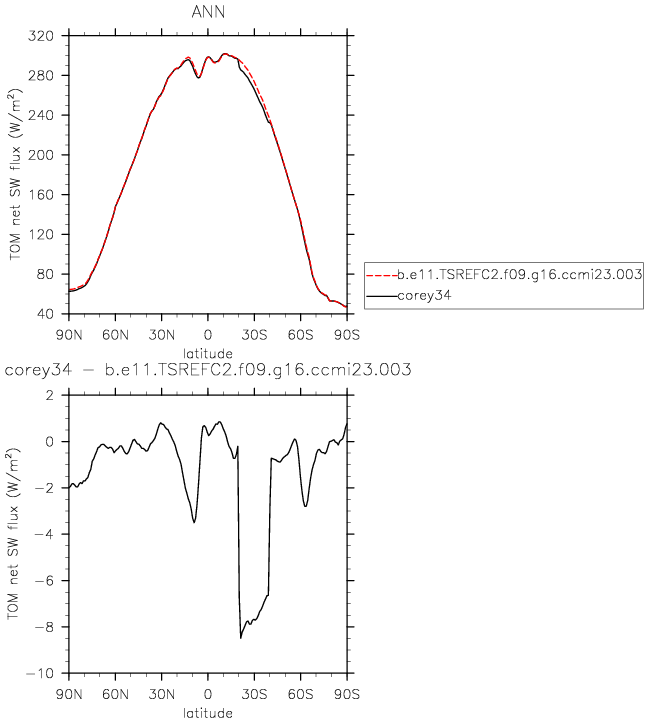 ANN
320
280
240
200
160
120
80
40
TOM net SW flux (W/m²)
90N 60N 30N 0 30S 60S 90S
latitude
b.e11.TSREFC2.f09.g16.ccmi23.003
corey34
corey34 − b.e11.TSREFC2.f09.g16.ccmi23.003
2
0
−2
−4
−6
−8
−10
TOM net SW flux (W/m²)
90N 60N 30N 0 30S 60S 90S
latitude